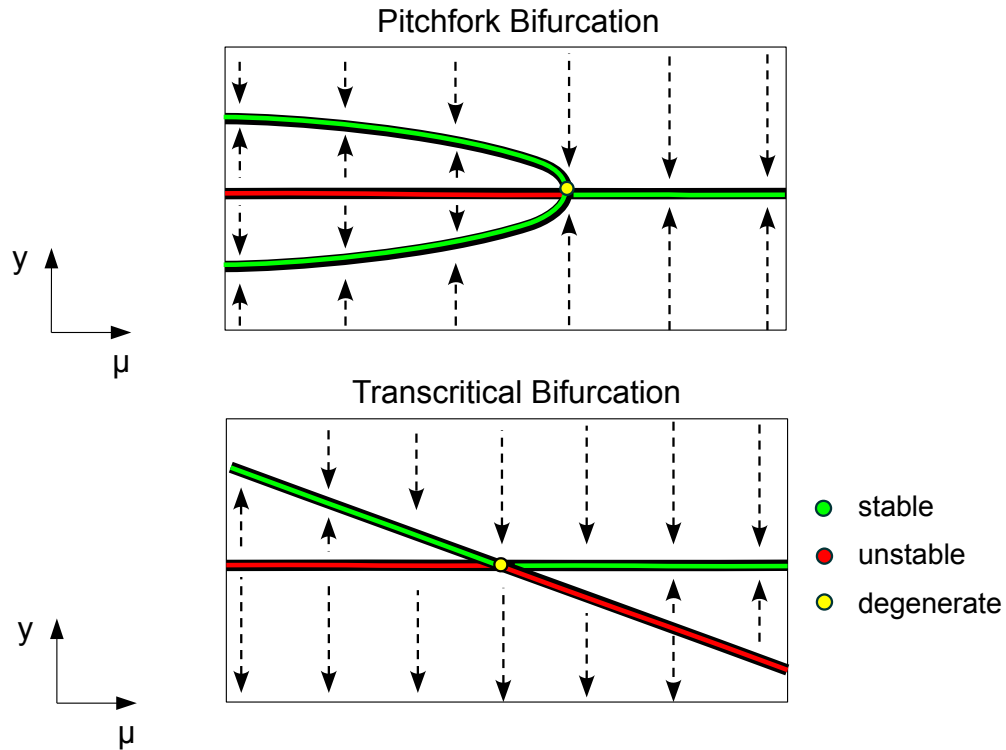 Pitchfork Bifurcation
y
μ
Transcritical Bifurcation
stable
unstable
degenerate
y
μ